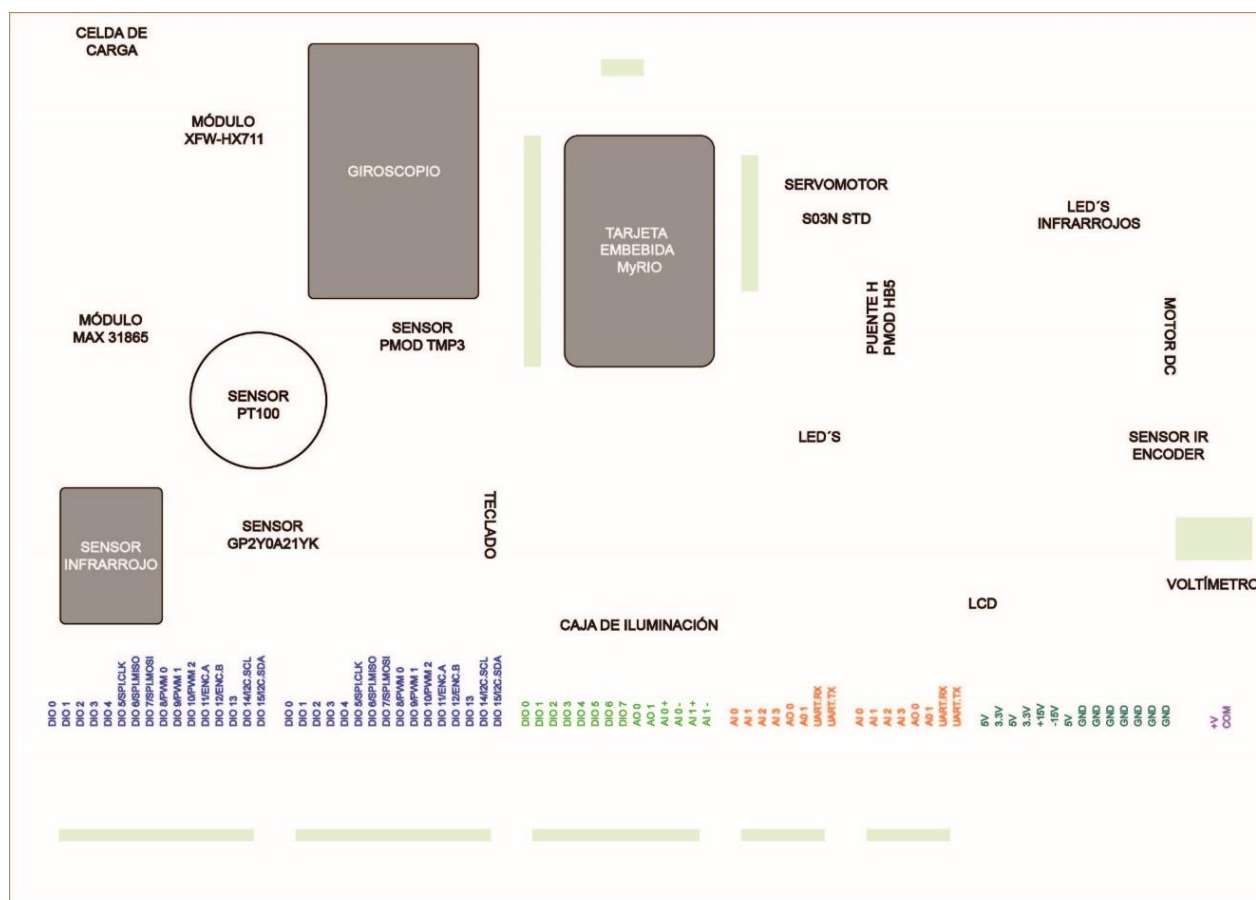 CELDA DE
CARGA
MÓDULO
XFW-HX711
GIROSCOPIO
TARJETA
EMBEBIDA
MyRIO
SERVOMOTOR
S03N STD
LED´S
INFRARROJOS
PUENTE H
PMOD HB5
MOTOR DC
MÓDULO
MAX 31865
SENSOR
PMOD TMP3
SENSOR
PT100
LED´S
SENSOR IR
ENCODER
SENSOR
INFRARROJO
SENSOR
GP2Y0A21YK
TECLADO
VOLTÍMETRO
LCD
CAJA DE ILUMINACIÓN
DIO 0
DIO 1
DIO 2
DIO 3
DIO 4
DIO 5/SPI.CLK
DIO 6/SPI.MISO
DIO 7/SPI.MOSI
DIO 8/PWM 0
DIO 9/PWM 1
DIO 10/PWM 2
DIO 11/ENC.A
DIO 12/ENC.B
DIO 13
DIO 14/I2C.SCL
DIO 15/I2C.SDA
DIO 0
DIO 1
DIO 2
DIO 3
DIO 4
DIO 5/SPI.CLK
DIO 6/SPI.MISO
DIO 7/SPI.MOSI
DIO 8/PWM 0
DIO 9/PWM 1
DIO 10/PWM 2
DIO 11/ENC.A
DIO 12/ENC.B
DIO 13
DIO 14/I2C.SCL
DIO 15/I2C.SDA
DIO 0
DIO 1
DIO 2
DIO 3
DIO 4
DIO 5
DIO 6
DIO 7
AO 0
AO 1
AI 0 +
AI 0 -
AI 1 +
AI 1 -
AI 0
AI 1
AI 2
AI 3
AO 0
A0 1
UART.RX
UART.TX
AI 0
AI 1
AI 2
AI 3
AO 0
A0 1
UART.RX
UART.TX
5V
3.3V
5V
3.3V
+15V
-15V
5V
GND
GND
GND
GND
GND
GND
GND
+V
COM